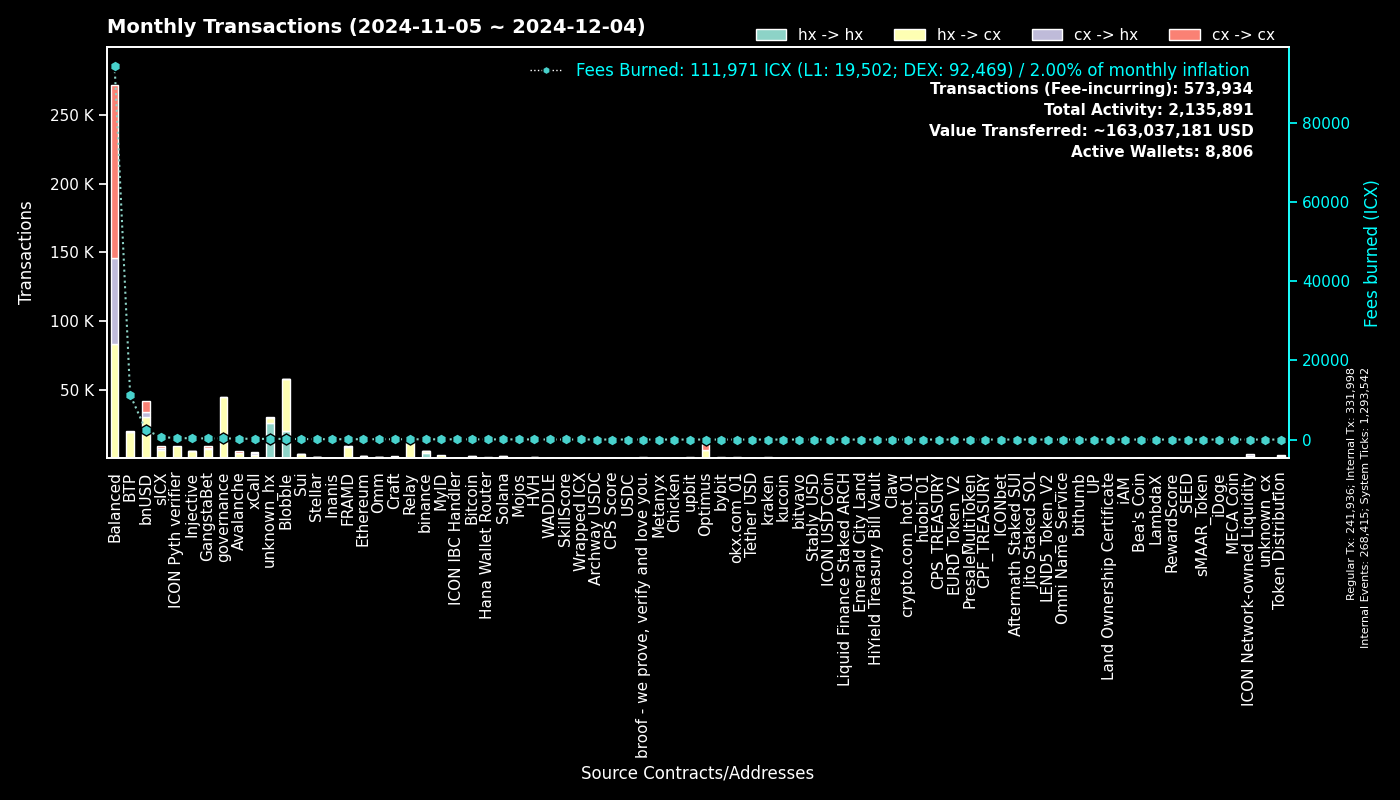 Monthly Transactions (2024-11-05 ~ 2024-12-04)
hx -> hx
hx -> cx
cx -> hx
cx -> cx
Fees Burned: 111,971 ICX (L1: 19,502; DEX: 92,469) / 2.00% of monthly inflation
Transactions (Fee-incurring): 573,934
Total Activity: 2,135,891
Value Transferred: ~163,037,181 USD
Active Wallets: 8,806
Transactions
250 K
200 K
150 K
100 K
50 K
80000
60000
40000
20000
0
Fees burned (ICX)
Regular Tx: 241,936; Internal Tx: 331,998
Internal Events: 268,415; System Ticks: 1,293,542
Balanced
BTP
bnUSD
sICX
ICON Pyth verifier
Injective
GangstaBet
governance
Avalanche
xCall
unknown_hx
Blobble
Sui
Stellar
Inanis
FRAMD
Ethereum
Omm
Craft
Relay
binance
MyID
ICON IBC Handler
Bitcoin
Hana Wallet Router
Solana
Mojos
HVH
WADDLE
SkillScore
Wrapped ICX
Archway USDC
CPS Score
USDC
broof - we prove, verify and love you.
Metanyx
Chicken
upbit
Optimus
bybit
okx.com_01
Tether USD
kraken
kucoin
bitvavo
Stably USD
ICON USD Coin
Liquid Finance Staked ARCH
Emerald City Land
HiYield Treasury Bill Vault
Claw
crypto.com_hot_01
huobi_01
CPS_TREASURY
EURD_Token_V2
PresaleMultiToken
CPF_TREASURY
ICONbet
Aftermath Staked SUI
Jito Staked SOL
LEND5_Token_V2
Omni Name Service
bithumb
UP
Land Ownership Certificate
iAM
Bea's Coin
LambdaX
RewardScore
SEED
sMAAR_Token
iDoge
MECA Coin
ICON Network-owned Liquidity
unknown_cx
Token Distribution
Source Contracts/Addresses